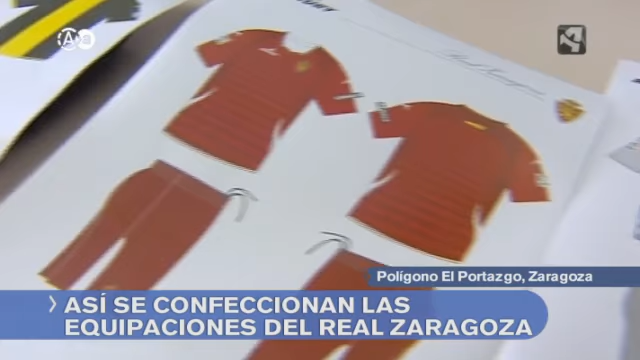 Polígono El Portazgo, Zaragoza
ASÍ SE CONFECCIONAN LAS
EQUIPACIONES DEL REAL ZARAGOZA